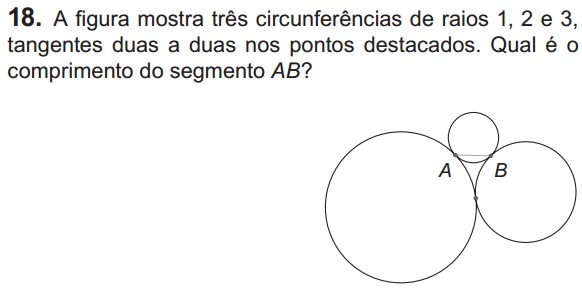 18. A figura mostra três circunferências de raios 1, 2 e 3,
tangentes duas a duas nos pontos destacados. Qual é o
comprimento do segmento AB?
A B